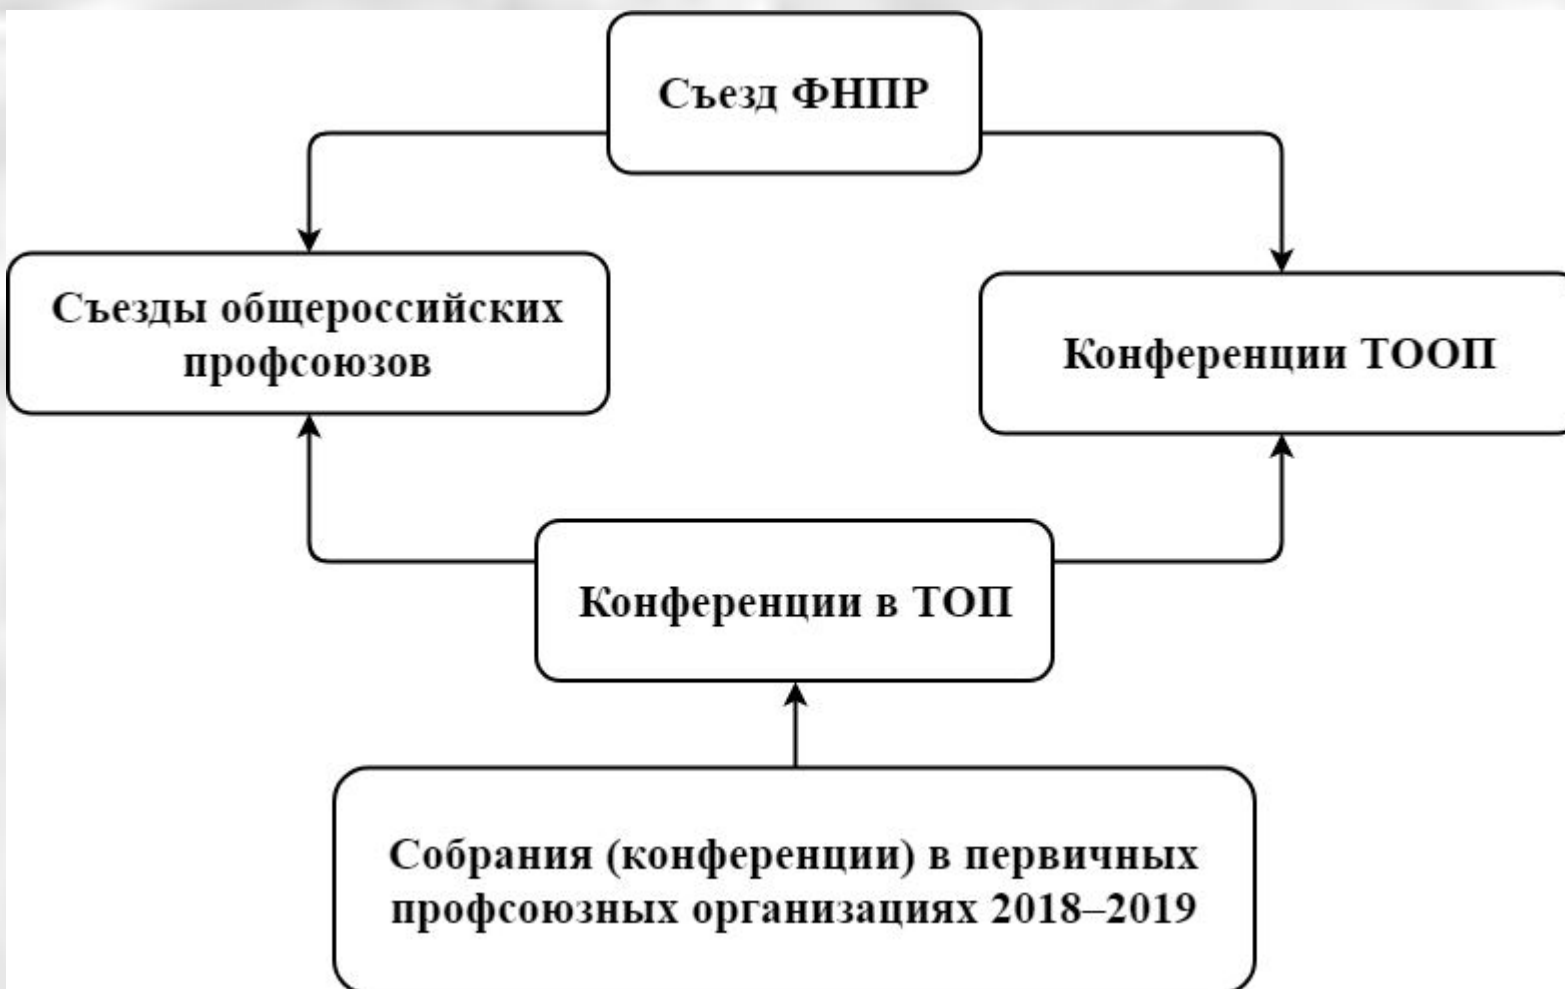 Съезд ФНПР
Съезды общероссийских
профсоюзов
Конференции ТООП
Конференции в ТОП
Собрания (конференции) в первичных
профсоюзных организациях 2018–2019